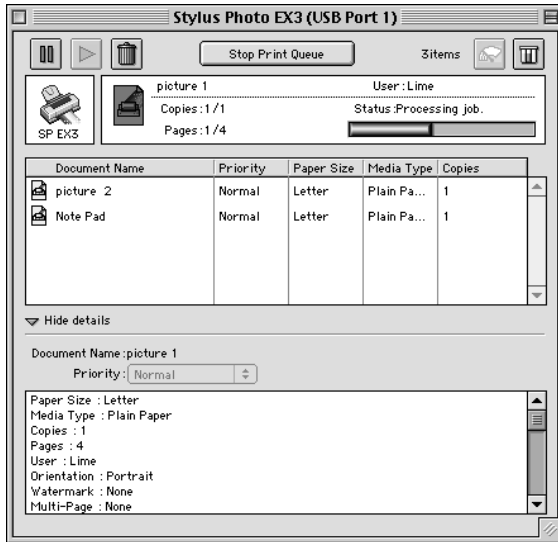 Stylus Photo EX3 (USB Port 1)
Stop Print Queue
3items
SP EX3
picture 1
User :Lime
Copies :1/1
Status :Processing job.
Pages :1/4
Document Name Priority Paper Size Media Type Copies
picture 2 Normal Letter Plain Pa... 1
Note Pad Normal Letter Plain Pa... 1
Hide details
Document Name :picture 1
Priority : Normal
Paper Size : Letter
Media Type : Plain Paper
Copies : 1
Pages : 4
User : Lime
Orientation : Portrait
Watermark : None
Multi-Page : None